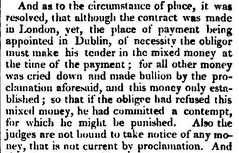 And as to the circumstance of place, it was
resolved, that although the contract was made
in London, yet, the place of payment being
appointed in Dublin, of necessity the obligor
must make his tender in the mixed money at
the time of the payment; for all other money
was cried down and made bullion by the pro-
clamation aforesaid, and this money only esta-
blished; so that if the obligee had refused this
mixed money, he had committed a contempt,
for which he might be punished. Also the
judges are not bound to take notice of any mo-
ney, that is not current by proclamation. And